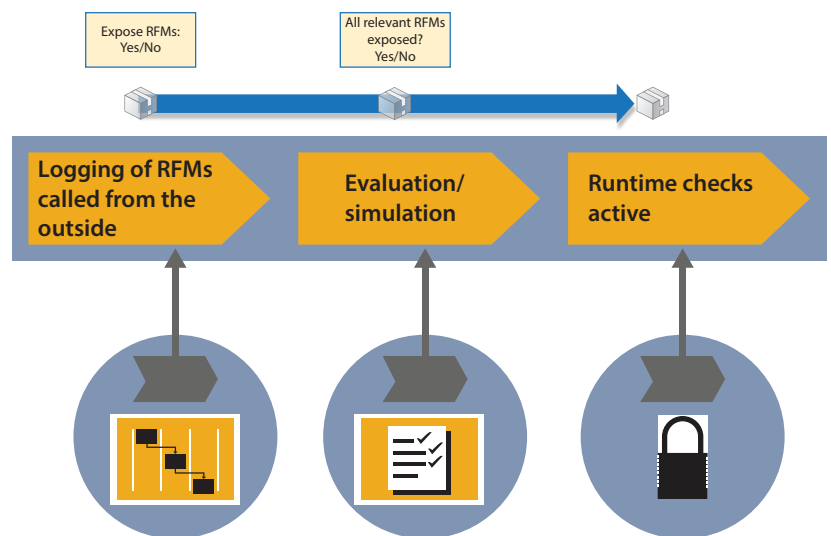 Expose RFMs:
Yes/No
All relevant RFMs
exposed?
Yes/No
Logging of RFMs
called from the
outside
Evaluation/
simulation
Runtime checks
active